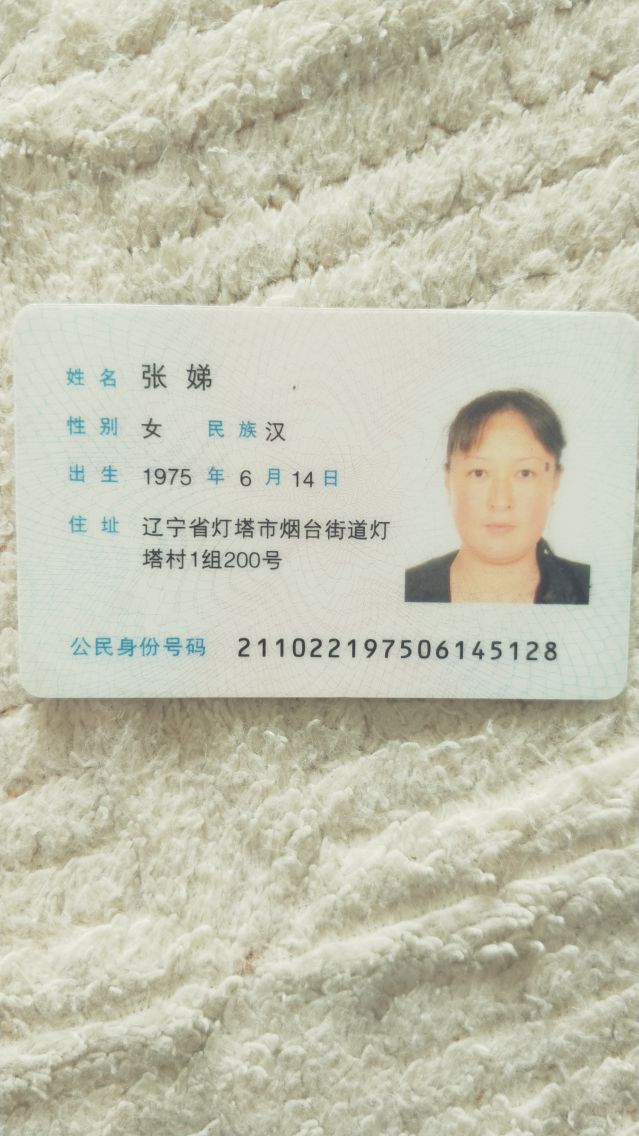 姓名 张娣
性别 女 民族 汉
出生 1975 年 6 月 14 日
住址 辽宁省灯塔市烟台街道灯
塔村1组200号
公民身份号码 211022197506145128